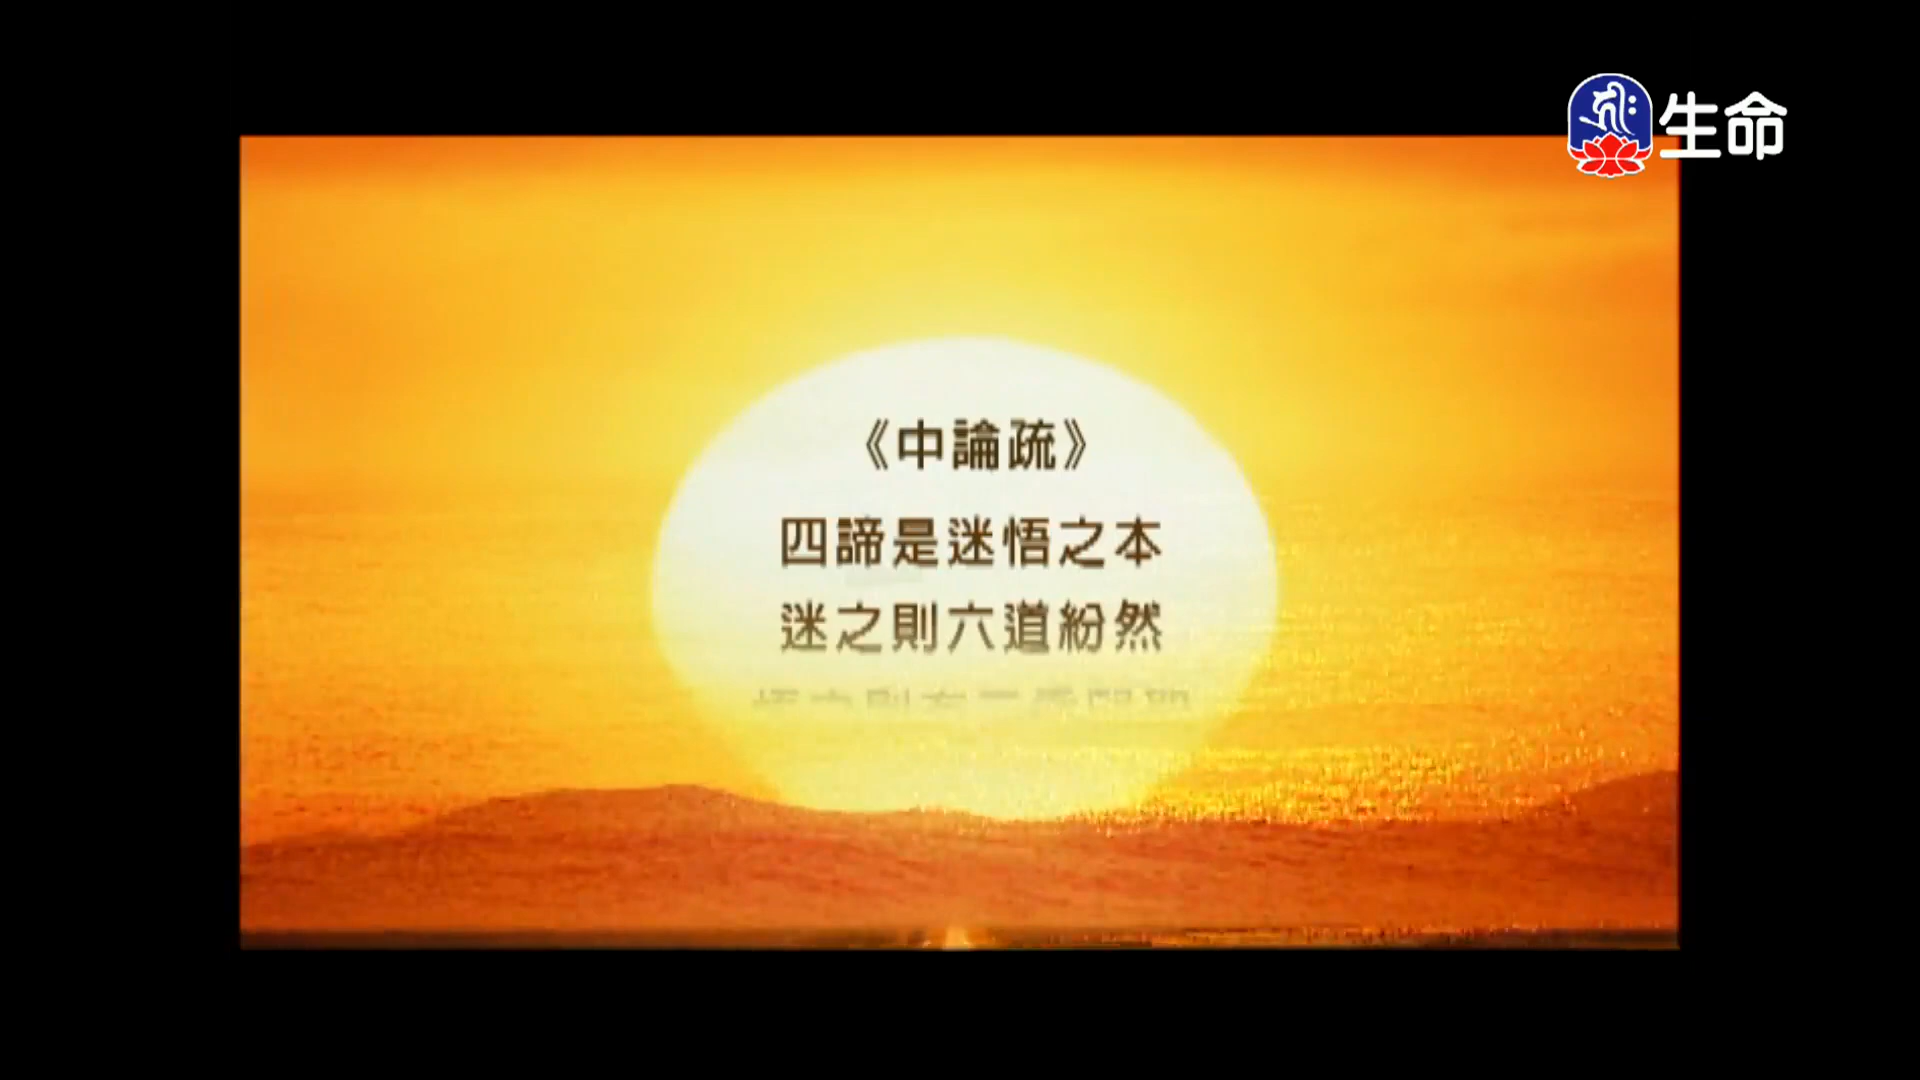 生命
《中論疏》
四諦是迷悟之本
迷之則六道紛然